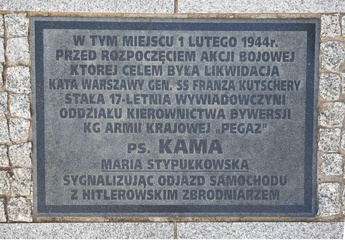 W TYM MIEJSCU 1 LUTEGO 1944r.
PRZED ROZPOCZĘCIEM AKCJI BOJOWEJ
KTÓREJ CELEM BYŁA LIKWIDACJA
KATA WARSZAWY GEN. SS FRANZA KUTSCHERY
STAŁA 17-LETNIA WYWIADOWCZYNI
ODDZIAŁU KIEROWNICTWA DYWERSJI
KG ARMII KRAJOWEJ „PEGAZ"
PS. KAMA
MARIA STYPUŁKOWSKA
SYGNALIZUJĄC ODJAZD SAMOCHODU
Z HITLEROWSKIM ZBRODNIARZEM